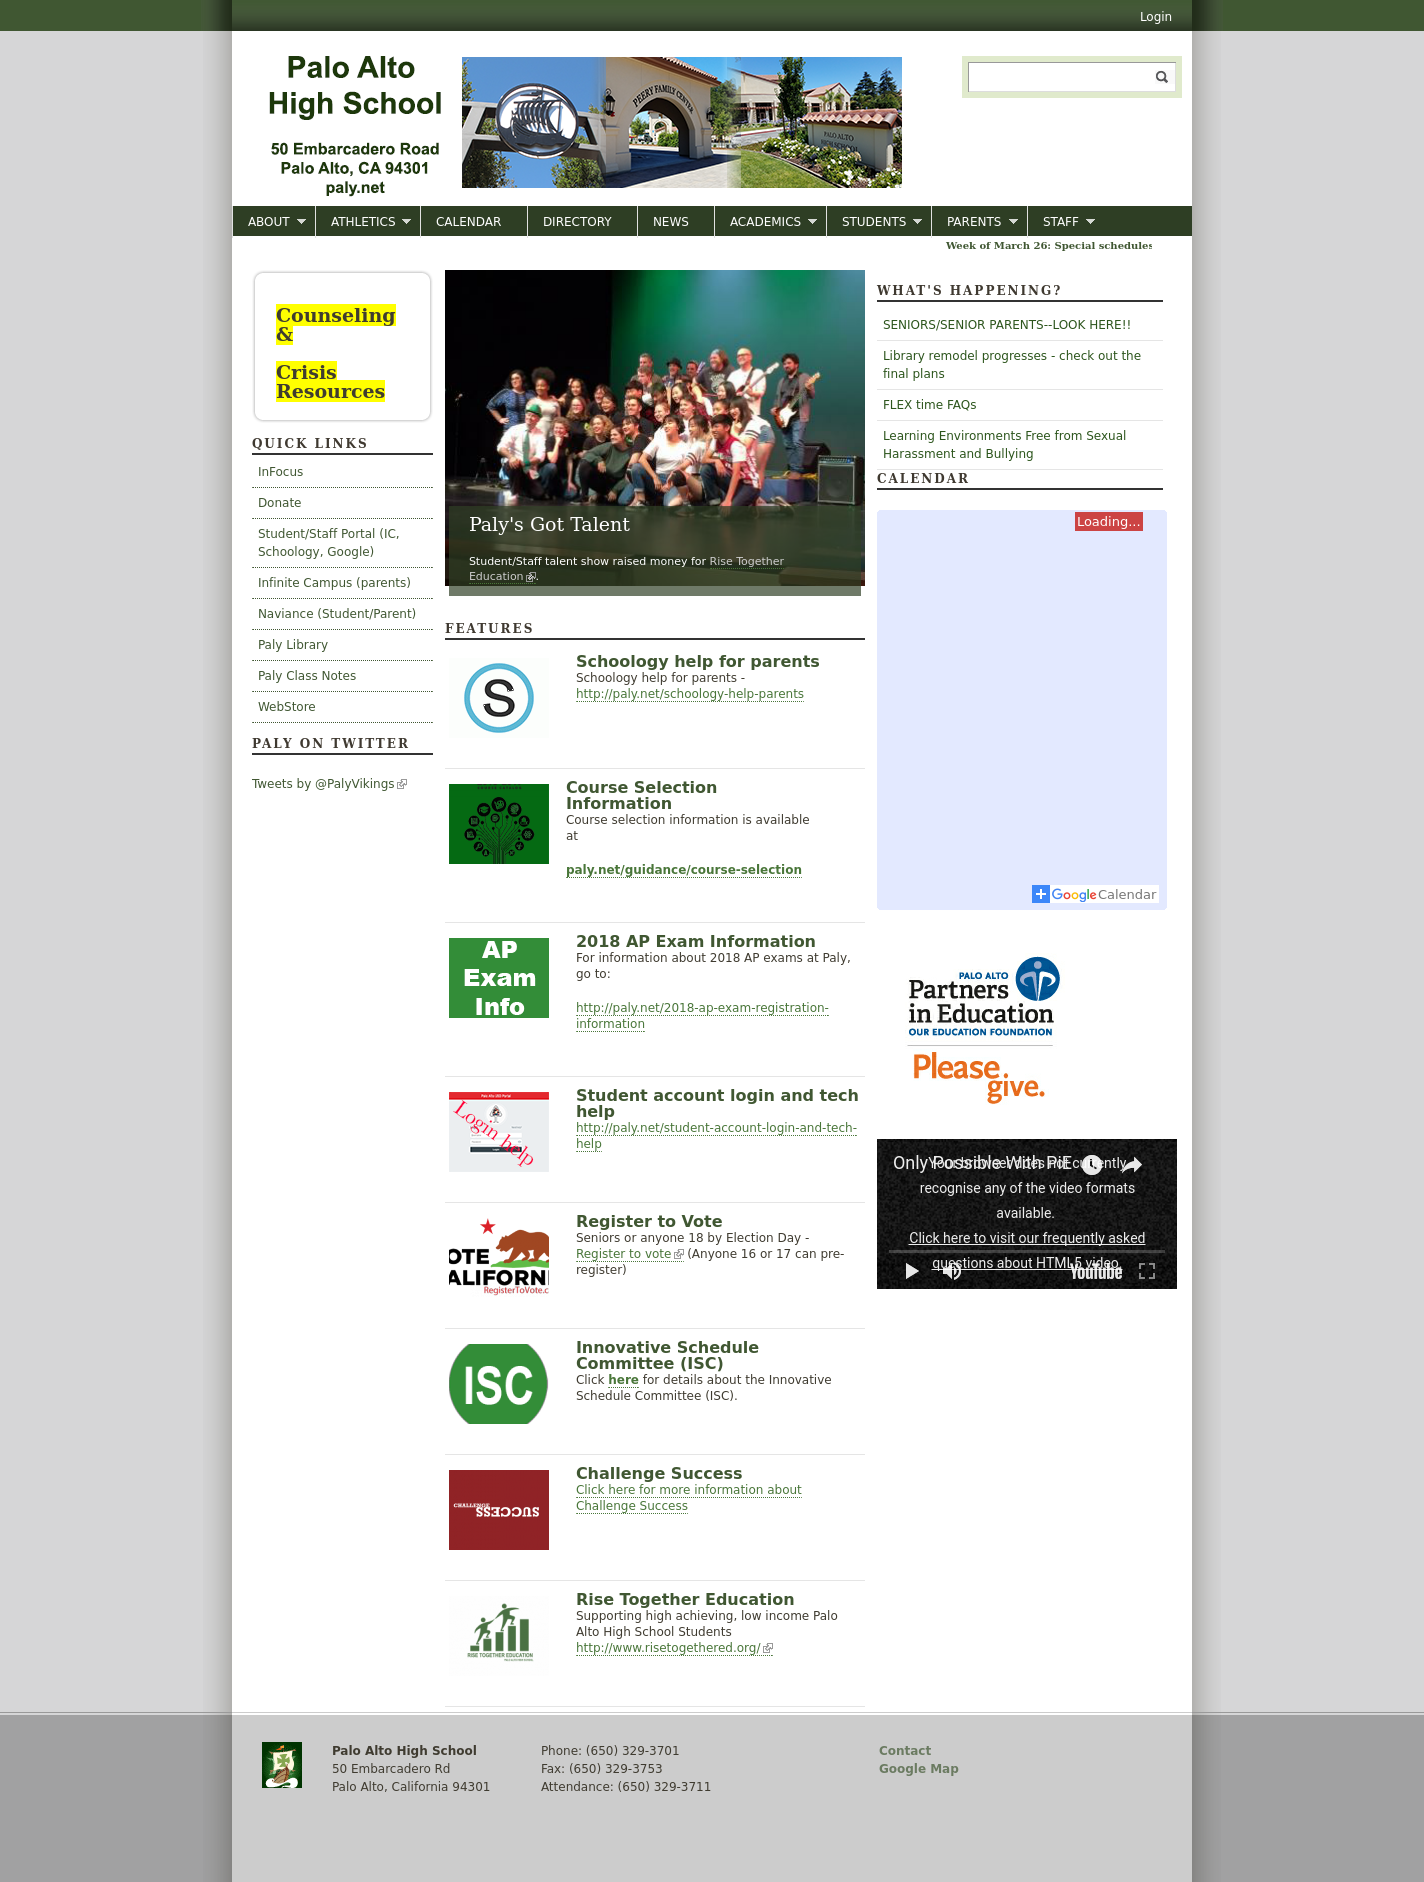 Login
Palo Alto
High School
50 Embarcadero Road
Palo Alto, CA 94301
paly.net
PEERY FAMILY CENTER
PALO ALTO
HIGH SCHOOL
ABOUT ATHLETICS CALENDAR DIRECTORY NEWS ACADEMICS STUDENTS PARENTS STAFF
Week of March 26: Special schedules
Counseling
&
Crisis
Resources
QUICK LINKS
InFocus
Donate
Student/Staff Portal (IC,
Schoology, Google)
Infinite Campus (parents)
Naviance (Student/Parent)
Paly Library
Paly Class Notes
WebStore
PALY ON TWITTER
Tweets by @PalyVikings
Paly's Got Talent
Student/Staff talent show raised money for Rise Together
Education.
FEATURES
S
Schoology help for parents
Schoology help for parents -
http://paly.net/schoology-help-parents
Course Selection
Information
Course selection information is available
at
paly.net/guidance/course-selection
AP
Exam
Info
2018 AP Exam Information
For information about 2018 AP exams at Paly,
go to:
http://paly.net/2018-ap-exam-registration-
information
Login help
Student account login and tech
help
http://paly.net/student-account-login-and-tech-
help
OTE
ALIFORN
RegisterToVote.c
Register to Vote
Seniors or anyone 18 by Election Day -
Register to vote (Anyone 16 or 17 can pre-
register)
ISC
Innovative Schedule
Committee (ISC)
Click here for details about the Innovative
Schedule Committee (ISC).
CHALLENGE
SUCCESS
Challenge Success
Click here for more information about
Challenge Success
RISE TOGETHER EDUCATION
Rise Together Education
Supporting high achieving, low income Palo
Alto High School Students
http://www.risetogethered.org/
WHAT'S HAPPENING?
SENIORS/SENIOR PARENTS--LOOK HERE!!
Library remodel progresses - check out the
final plans
FLEX time FAQs
Learning Environments Free from Sexual
Harassment and Bullying
CALENDAR
Loading...
Google Calendar
PALO ALTO
Partners
in Education
OUR EDUCATION FOUNDATION
Please
give.
Only Possible With PiE
Your browser does not currently
recognise any of the video formats
available.
Click here to visit our frequently asked
questions about HTML5 video.
YouTube
Palo Alto High School
50 Embarcadero Rd
Palo Alto, California 94301
Phone: (650) 329-3701
Fax: (650) 329-3753
Attendance: (650) 329-3711
Contact
Google Map